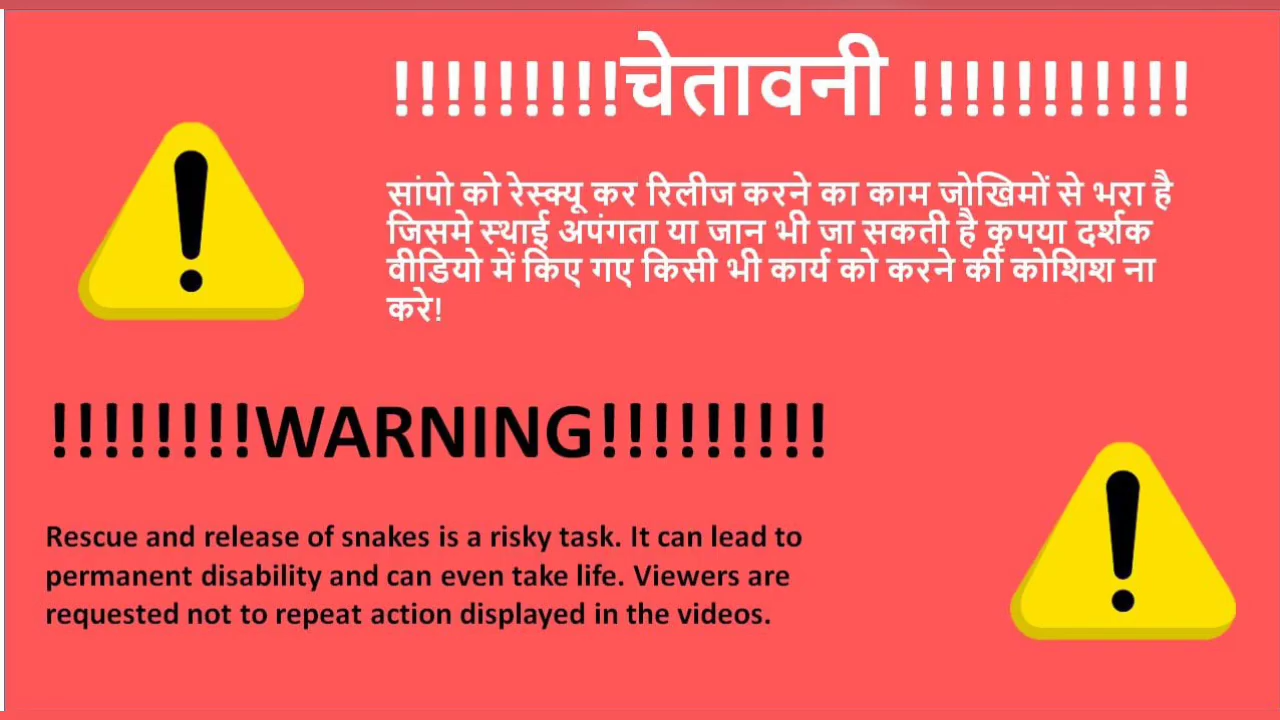 !!!!!!!!!चेतावनी !!!!!!!!!!!
सांपो को रेस्क्यू कर रिलीज करने का काम जोखिमों से भरा है
जिसमे स्थाई अपंगता या जान भी जा सकती है कृपया दर्शक
वीडियो में किए गए किसी भी कार्य को करने की कोशिश ना
करे!
!!!!!!!!WARNING!!!!!!!!!
Rescue and release of snakes is a risky task. It can lead to
permanent disability and can even take life. Viewers are
requested not to repeat action displayed in the videos.